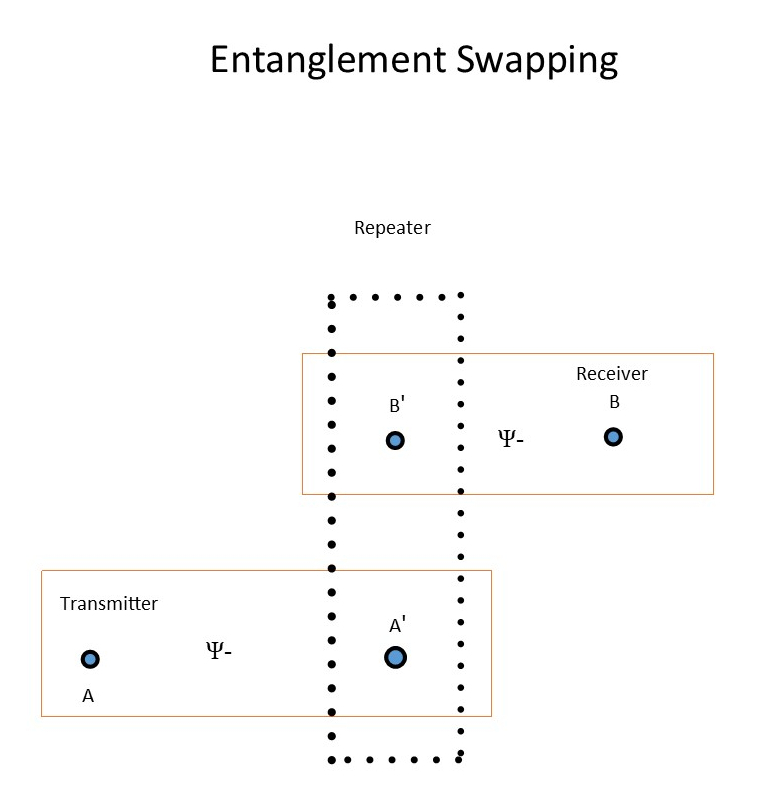 Entanglement Swapping
Repeater
Receiver
B'
B
Ψ-
Transmitter
A'
Ψ-
A